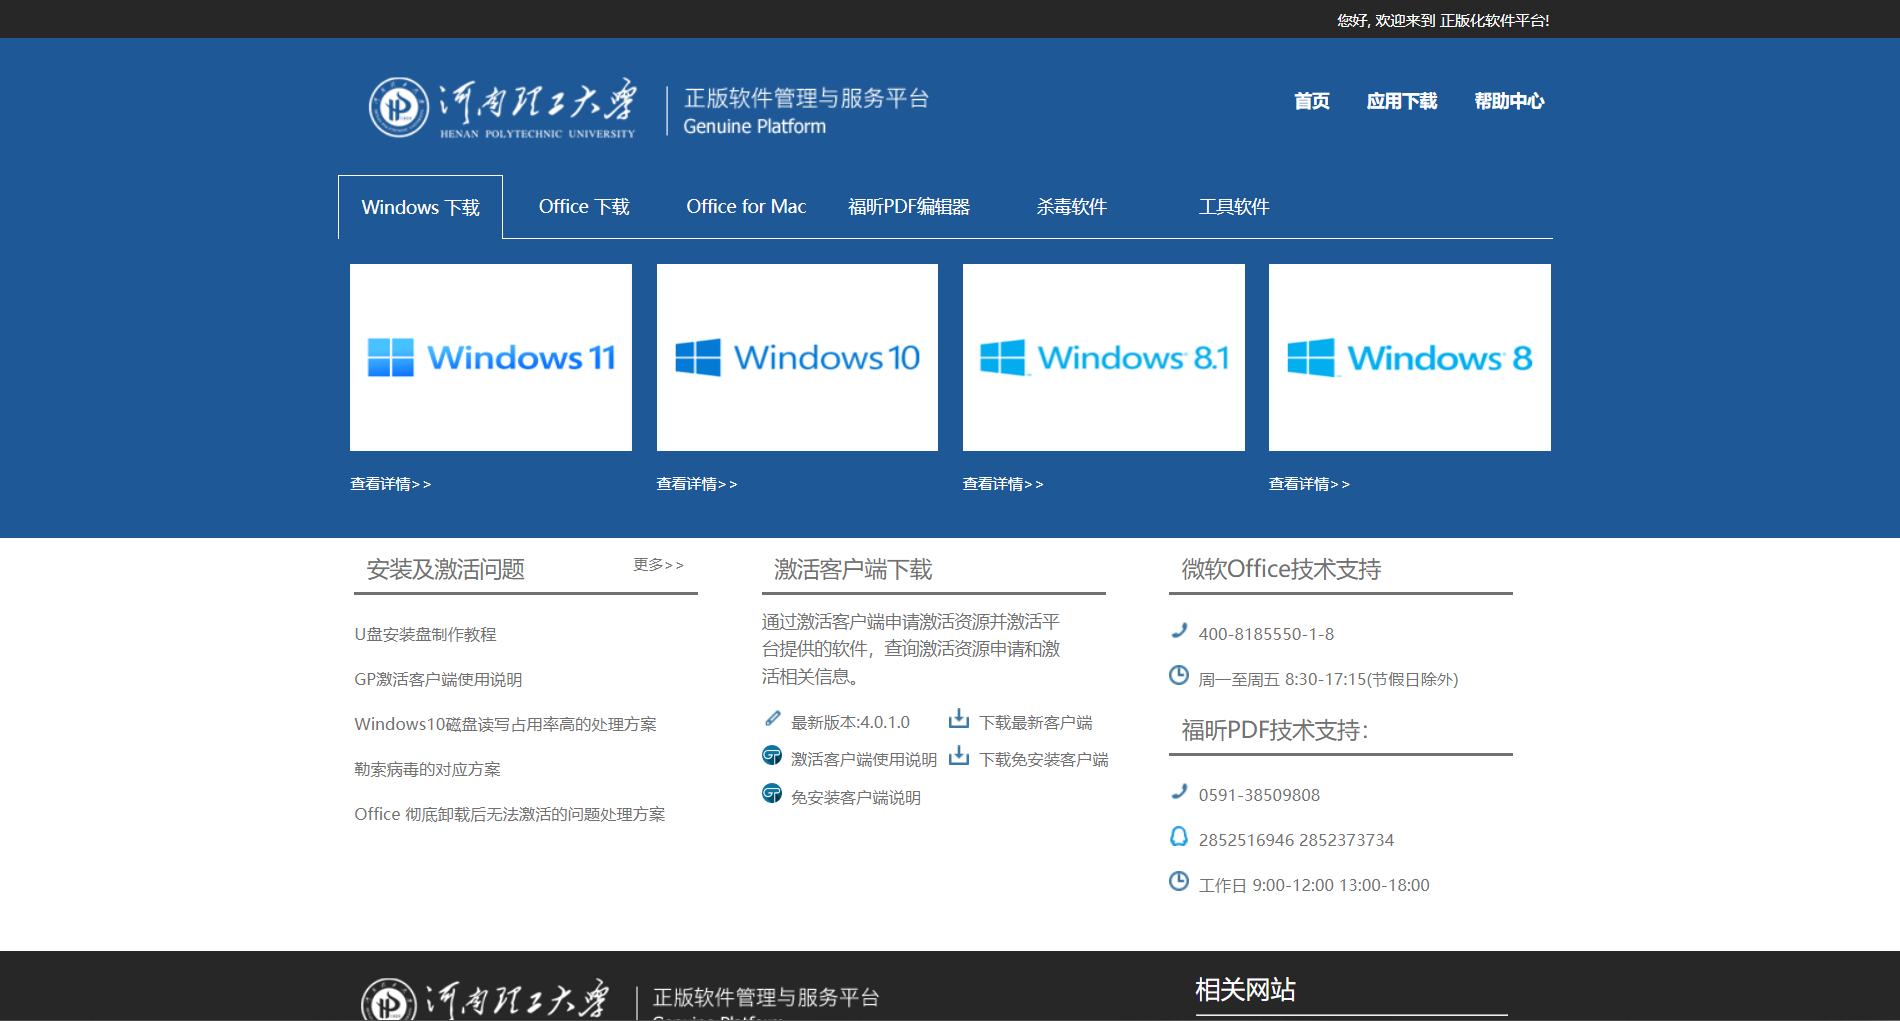 您好, 欢迎来到 正版化软件平台!
河南理工大学
HENAN POLYTECHNIC UNIVERSITY
正版软件管理与服务平台
Genuine Platform
首页 应用下载 帮助中心
Windows 下载 Office 下载 Office for Mac 福昕PDF编辑器 杀毒软件 工具软件
Windows 11 Windows 10 Windows 8.1 Windows 8
查看详情>> 查看详情>> 查看详情>> 查看详情>>
安装及激活问题 更多>>
U盘安装盘制作教程
GP激活客户端使用说明
Windows10磁盘读写占用率高的处理方案
勒索病毒的对应方案
Office 彻底卸载后无法激活的问题处理方案
激活客户端下载
通过激活客户端申请激活资源并激活平
台提供的软件，查询激活资源申请和激
活相关信息。
最新版本:4.0.1.0 下载最新客户端
激活客户端使用说明 下载免安装客户端
免安装客户端说明
微软Office技术支持
400-8185550-1-8
周一至周五 8:30-17:15(节假日除外)
福昕PDF技术支持：
0591-38509808
2852516946 2852373734
工作日 9:00-12:00 13:00-18:00
河南理工大学
正版软件管理与服务平台
Genuine Platform
相关网站